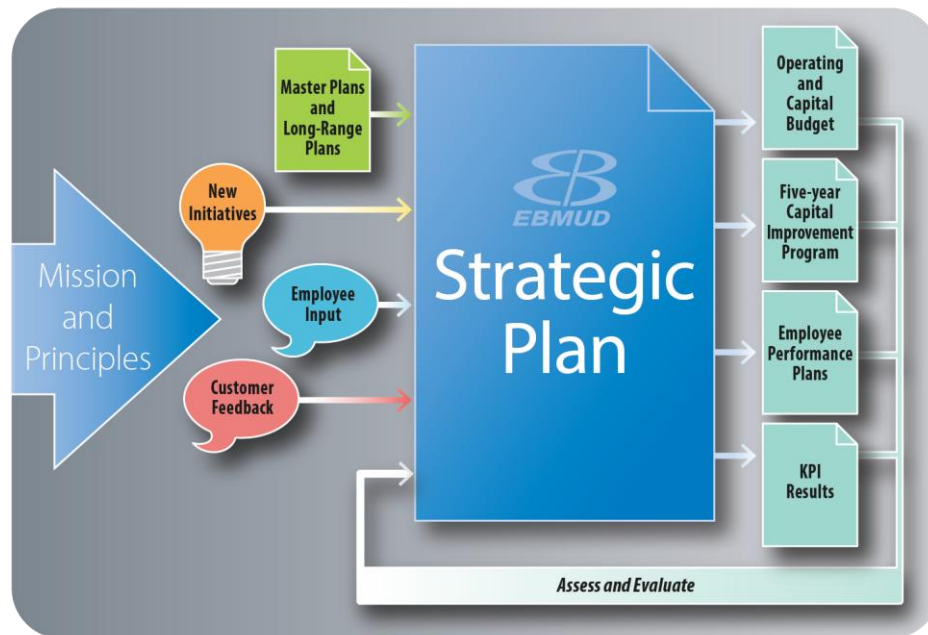 Mission
and
Principles
Master Plans
and
Long-Range
Plans
New
Initiatives
Employee
Input
Customer
Feedback
EBMUD
Strategic
Plan
Operating
and
Capital
Budget
Five-year
Capital
Improvement
Program
Employee
Performance
Plans
KPI
Results
Assess and Evaluate